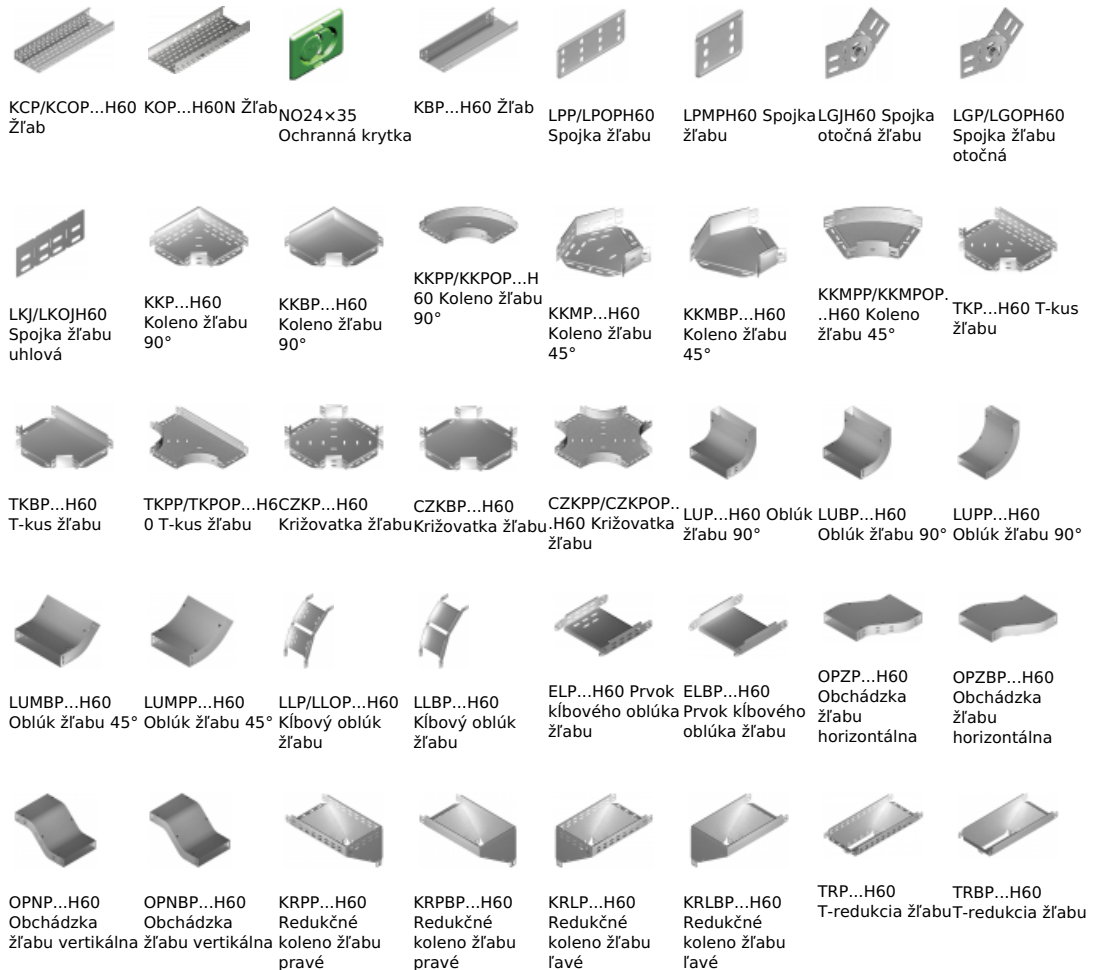 KCP/KCOP...H60
Žľab
KOP...H60N Žľab
NO24×35
Ochranná krytka
KBP...H60 Žľab
LPP/LPOPH60
Spojka žľabu
LPMPH60 Spojka
žľabu
LGJH60 Spojka
otočná žľabu
LGP/LGOPH60
Spojka žľabu
otočná
LKJ/LKOJH60
Spojka žľabu
uhlová
KKP...H60
Koleno žľabu
90°
KKBP...H60
Koleno žľabu
90°
KKPP/KKPOP...H
60 Koleno žľabu
90°
KKMP...H60
Koleno žľabu
45°
KKMBP...H60
Koleno žľabu
45°
KKMPP/KKMPOP.
..H60 Koleno
žľabu 45°
TKP...H60 T-kus
žľabu
TKBP...H60
T-kus žľabu
TKPP/TKPOP...H6
0 T-kus žľabu
CZKP...H60
Križovatka žľabu
CZKBP...H60
Križovatka žľabu
CZKPP/CZKPOP..
.H60 Križovatka
žľabu
LUP...H60 Oblúk
žľabu 90°
LUBP...H60
Oblúk žľabu 90°
LUPP...H60
Oblúk žľabu 90°
LUMBP...H60
Oblúk žľabu 45°
LUMPP...H60
Oblúk žľabu 45°
LLP/LLOP...H60
Kĺbový oblúk
žľabu
LLBP...H60
Kĺbový oblúk
žľabu
ELP...H60 Prvok
kĺbového oblúka
žľabu
ELBP...H60
Prvok kĺbového
oblúka žľabu
OPZP...H60
Obchádzka
žľabu
horizontálna
OPZBP...H60
Obchádzka
žľabu
horizontálna
OPNP...H60
Obchádzka
žľabu vertikálna
OPNBP...H60
Obchádzka
žľabu vertikálna
KRPP...H60
Redukčné
koleno žľabu
pravé
KRPBP...H60
Redukčné
koleno žľabu
pravé
KRLP...H60
Redukčné
koleno žľabu
ľavé
KRLBP...H60
Redukčné
koleno žľabu
ľavé
TRP...H60
T-redukcia žľabu
TRBP...H60
T-redukcia žľabu